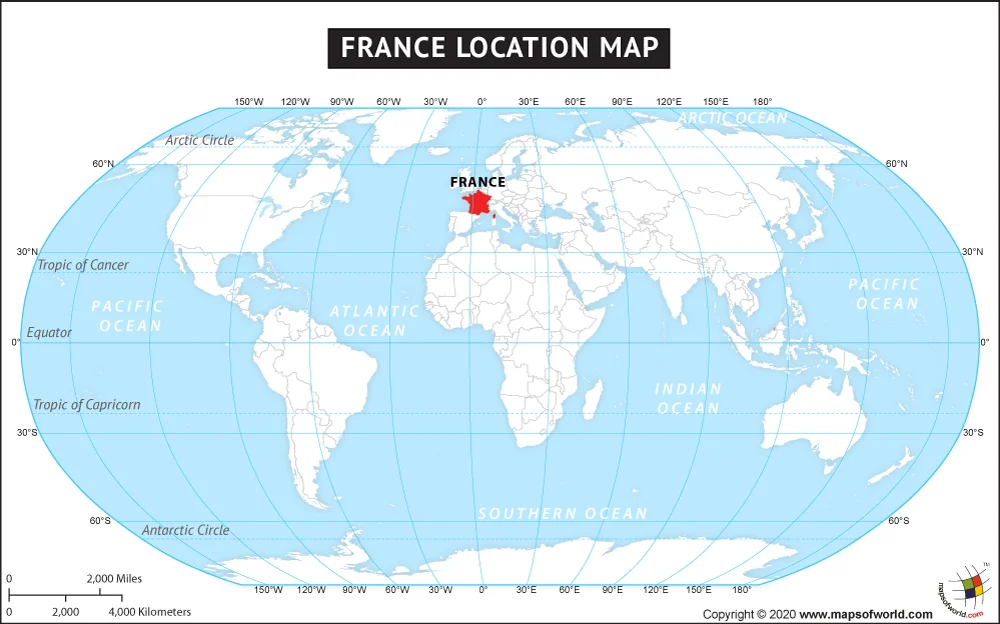 FRANCE LOCATION MAP
150°W 120°W 90°W 60°W 30°W 0° 30°E 60°E 90°E 120°E 150°E 180°
ARCTIC OCEAN
Arctic Circle
60°N 60°N
FRANCE
30°N 30°N
Tropic of Cancer
PACIFIC
OCEAN
ATLANTIC
OCEAN
PACIFIC
OCEAN
Equator
0° 0°
INDIAN
OCEAN
Tropic of Capricorn
30°S 30°S
SOUTHERN OCEAN
60°S 60°S
Antarctic Circle
150°W 120°W 90°W 60°W 30°W 0° 30°E 60°E 90°E 120°E 150°E 180°
0 2,000 Miles
0 2,000 4,000 Kilometers
Copyright © 2020 www.mapsofworld.com
mapsofworld.com
TM